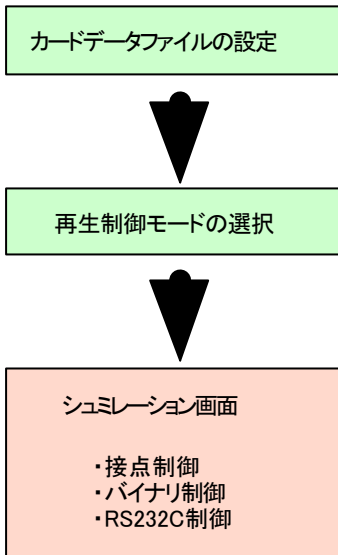 カードデータファイルの設定
再生制御モードの選択
シュミレーション画面
・接点制御
・バイナリ制御
・RS232C制御